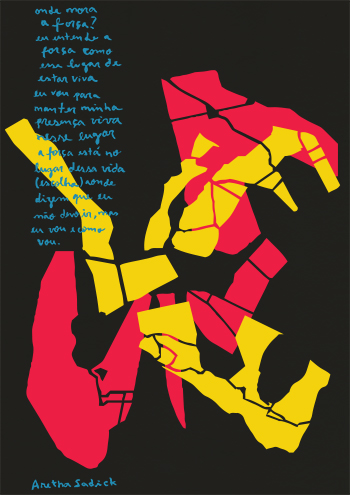 onde mora
a força?
eu entendo a
força como
esse lugar de
estar viva
eu vou para
manter minha
presença viva
nesse lugar
a força está no
lugar dessa vida
(escolha) aonde
dizem que eu
não devo ir, mas
eu vou e como
vou.
Aretha Sadick